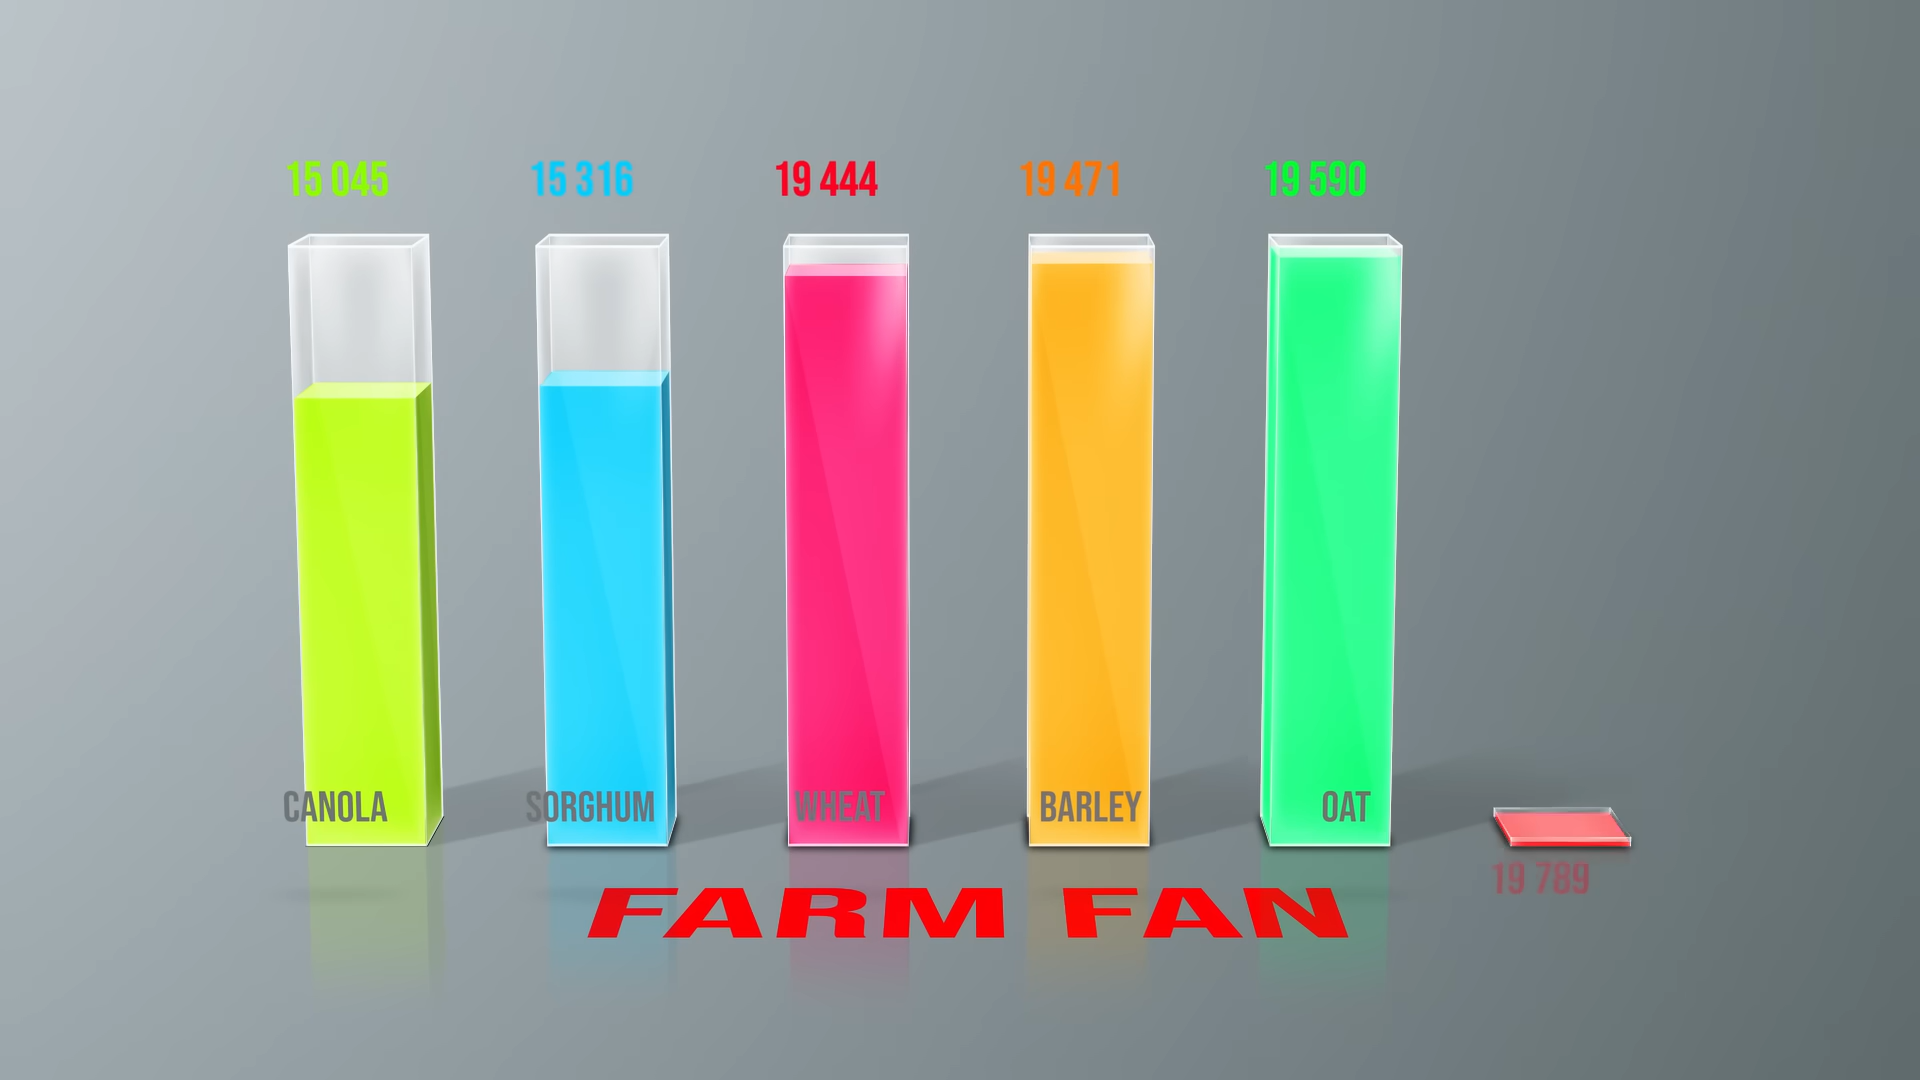 15 045 15 316 19 444 19 471 19 590
CANOLA SORGHUM WHEAT BARLEY OAT
19 789
FARM FAN